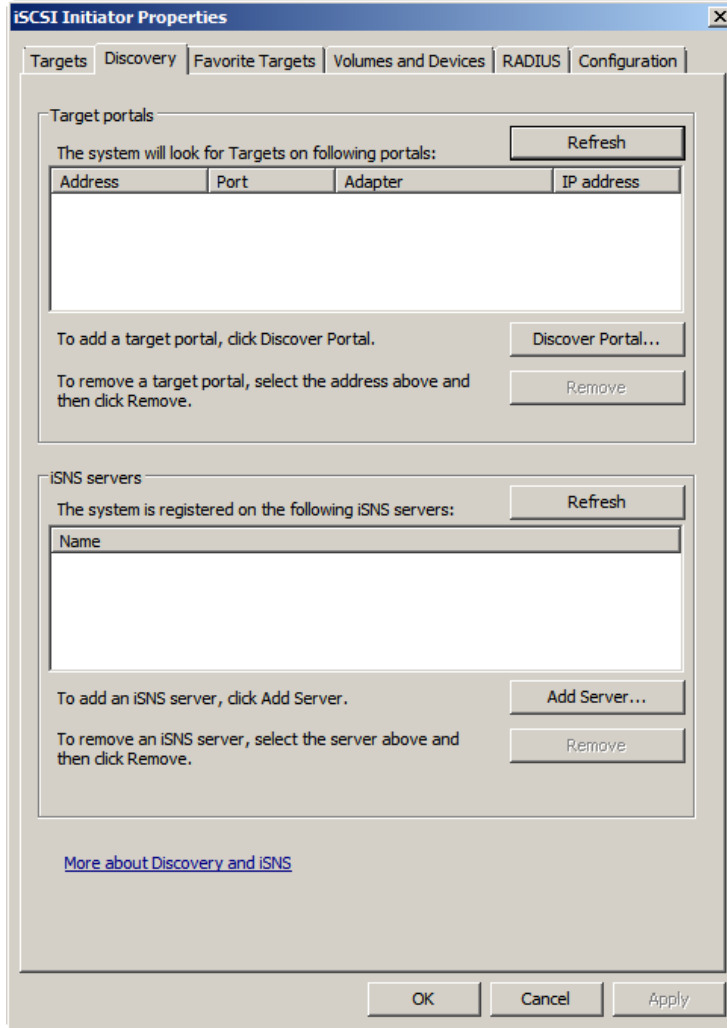 iSCSI Initiator Properties
Targets Discovery Favorite Targets Volumes and Devices RADIUS Configuration
Target portals
The system will look for Targets on following portals:
Refresh
Address Port Adapter IP address
To add a target portal, click Discover Portal.
Discover Portal...
To remove a target portal, select the address above and
then click Remove.
Remove
iSNS servers
The system is registered on the following iSNS servers:
Refresh
Name
To add an iSNS server, click Add Server.
Add Server...
To remove an iSNS server, select the server above and
then click Remove.
Remove
More about Discovery and iSNS
OK Cancel Apply